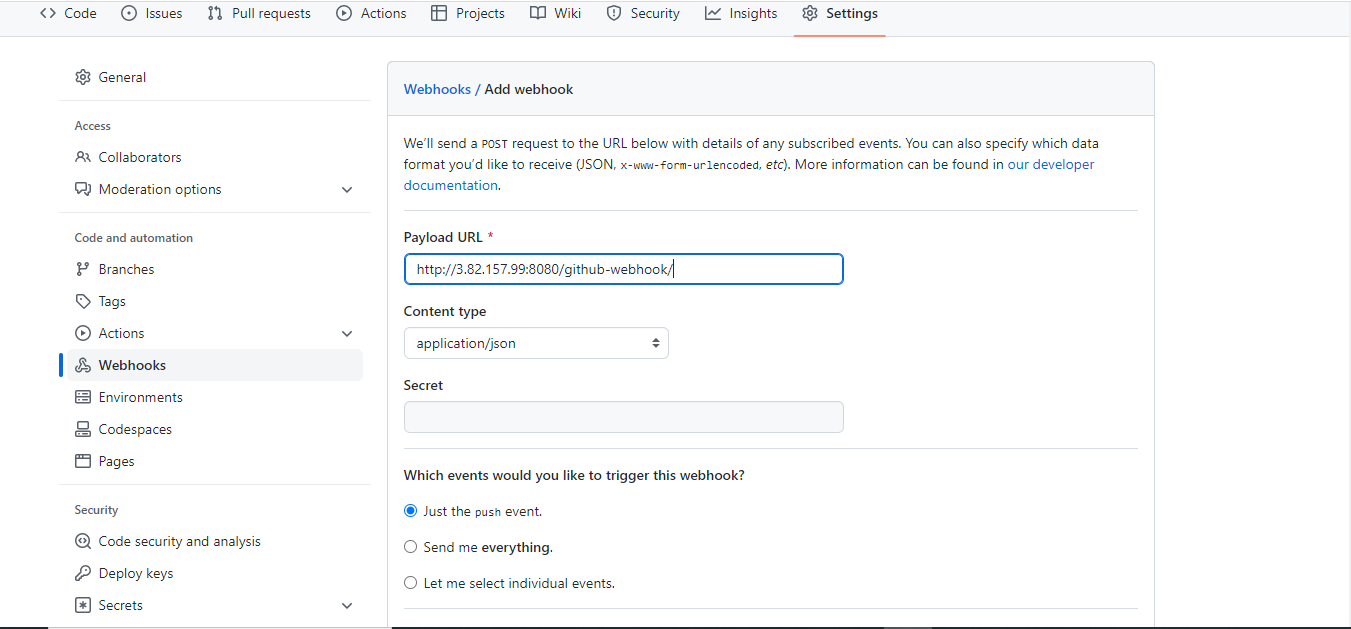 Code Issues Pull requests Actions Projects Wiki Security Insights Settings
General
Access
Collaborators
Moderation options
Code and automation
Branches
Tags
Actions
Webhooks
Environments
Codespaces
Pages
Security
Code security and analysis
Deploy keys
Secrets
Webhooks / Add webhook
We’ll send a POST request to the URL below with details of any subscribed events. You can also specify which data
format you’d like to receive (JSON, x-www-form-urlencoded, etc). More information can be found in our developer
documentation.
Payload URL *
http://3.82.157.99:8080/github-webhook/
Content type
application/json
Secret
Which events would you like to trigger this webhook?
Just the push event.
Send me everything.
Let me select individual events.